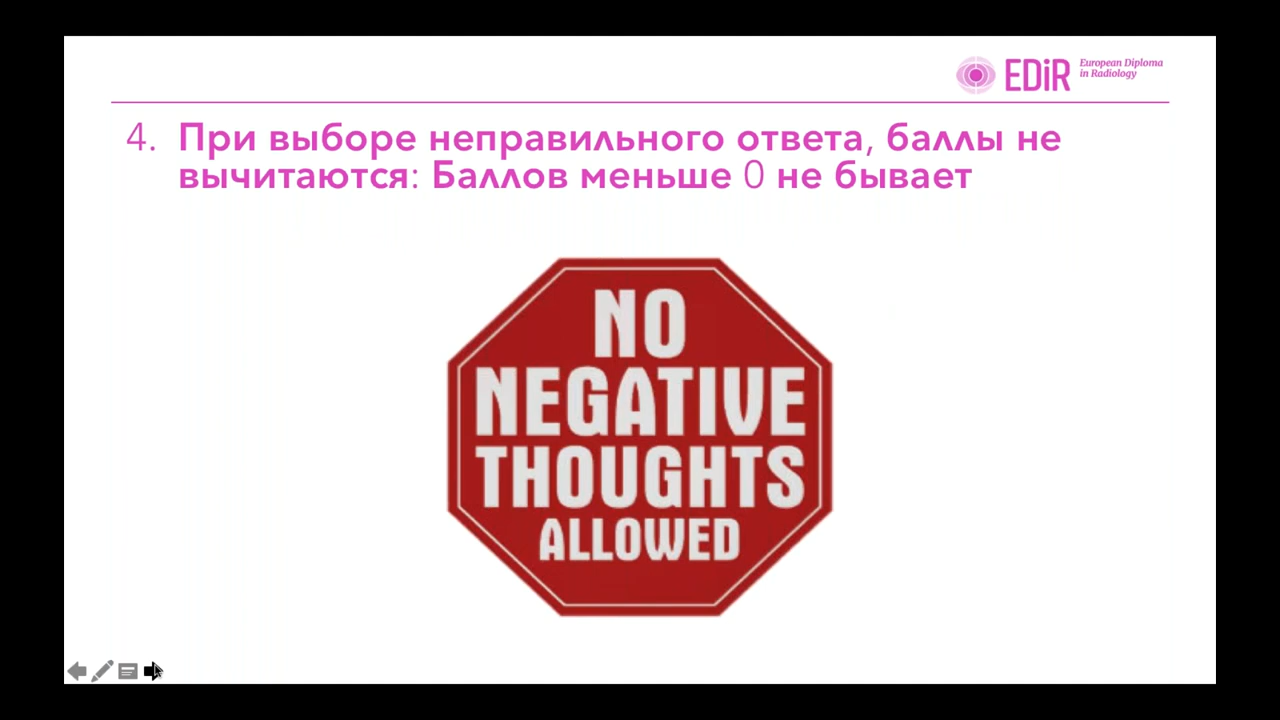 EDiR
European Diploma
in Radiology
4. При выборе неправильного ответа, баллы не
вычитаются: Баллов меньше 0 не бывает
NO
NEGATIVE
THOUGHTS
ALLOWED